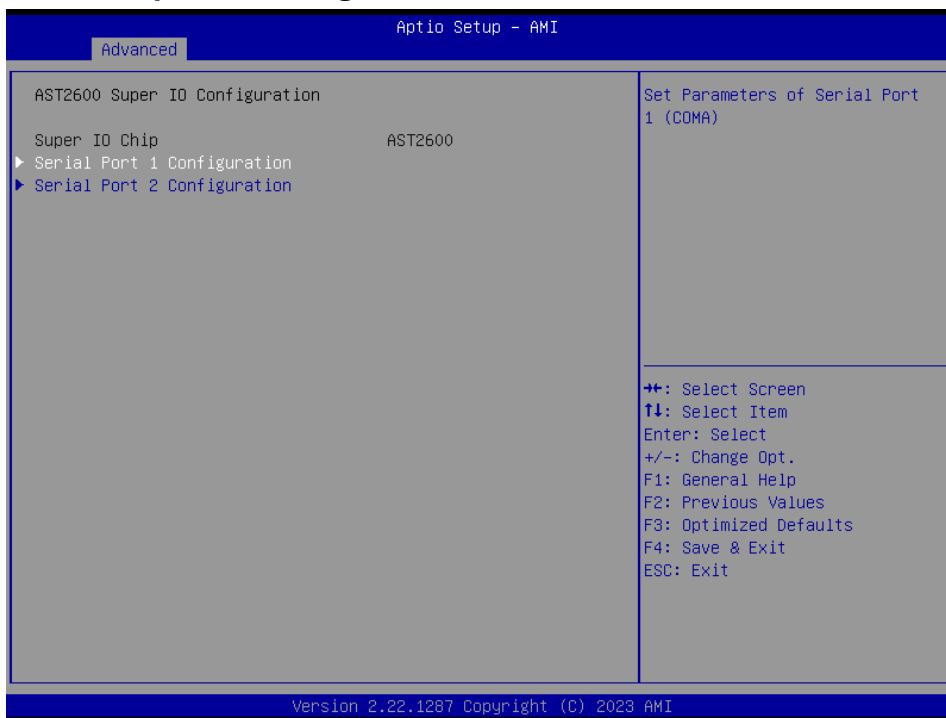 Aptio Setup – AMI
Advanced
AST2600 Super IO Configuration
Super IO Chip AST2600
Serial Port 1 Configuration
Serial Port 2 Configuration
Set Parameters of Serial Port
1 (COMA)
→←: Select Screen
↑↓: Select Item
Enter: Select
+/-: Change Opt.
F1: General Help
F2: Previous Values
F3: Optimized Defaults
F4: Save & Exit
ESC: Exit
Version 2.22.1287 Copyright (C) 2023 AMI